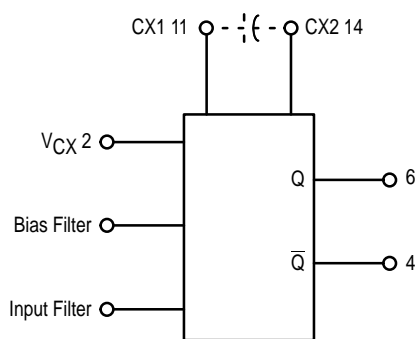 CX1 11
CX2 14
VCX 2
Q 6
Bias Filter
Q̅ 4
Input Filter